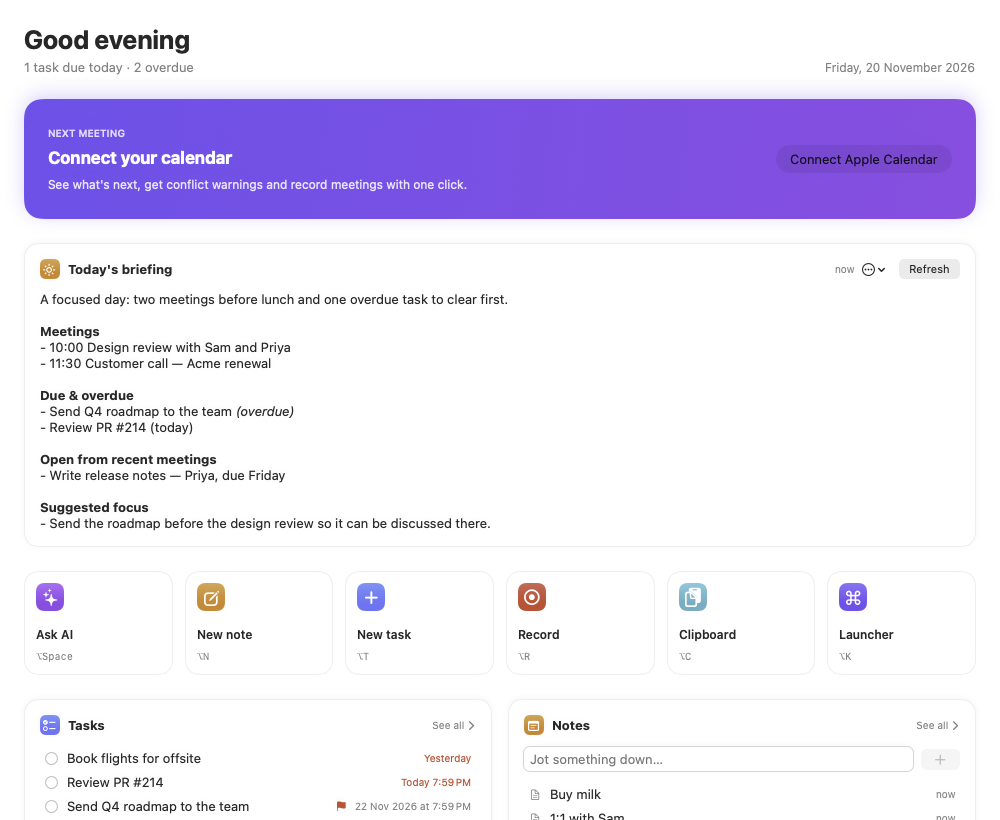 Good evening
1 task due today · 2 overdue
Friday, 20 November 2026
NEXT MEETING
Connect your calendar
See what's next, get conflict warnings and record meetings with one click.
Connect Apple Calendar
Today's briefing
now
Refresh
A focused day: two meetings before lunch and one overdue task to clear first.
Meetings
- 10:00 Design review with Sam and Priya
- 11:30 Customer call — Acme renewal
Due & overdue
- Send Q4 roadmap to the team (overdue)
- Review PR #214 (today)
Open from recent meetings
- Write release notes — Priya, due Friday
Suggested focus
- Send the roadmap before the design review so it can be discussed there.
Ask AI
⌥Space
New note
⌥N
New task
⌥T
Record
⌥R
Clipboard
⌥C
Launcher
⌥K
Tasks
See all
Book flights for offsite
Yesterday
Review PR #214
Today 7:59 PM
Send Q4 roadmap to the team
22 Nov 2026 at 7:59 PM
Notes
See all
Jot something down...
Buy milk
now
1:1 with Sam
now